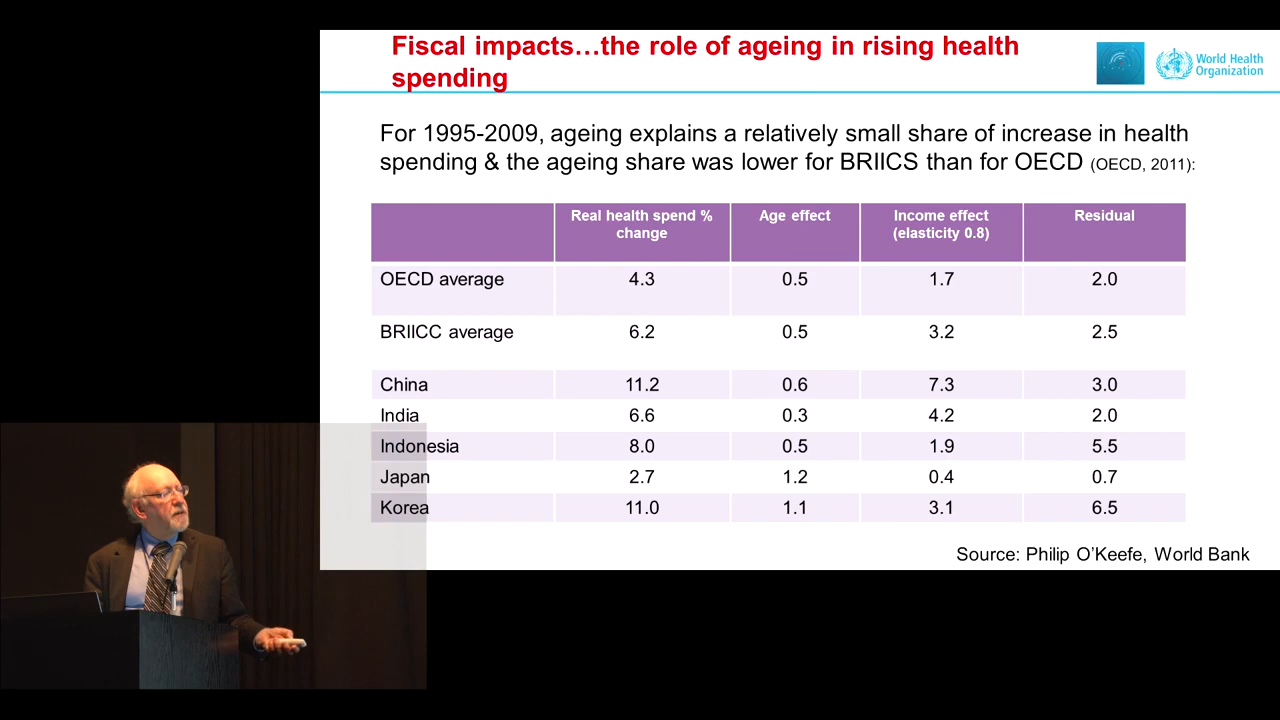 Fiscal impacts…the role of ageing in rising health
spending
World Health
Organization
For 1995-2009, ageing explains a relatively small share of increase in health
spending & the ageing share was lower for BRIICS than for OECD (OECD, 2011):
Real health spend % change Age effect Income effect (elasticity 0.8) Residual
OECD average 4.3 0.5 1.7 2.0
BRIICC average 6.2 0.5 3.2 2.5
China 11.2 0.6 7.3 3.0
India 6.6 0.3 4.2 2.0
Indonesia 8.0 0.5 1.9 5.5
Japan 2.7 1.2 0.4 0.7
Korea 11.0 1.1 3.1 6.5
Source: Philip O’Keefe, World Bank